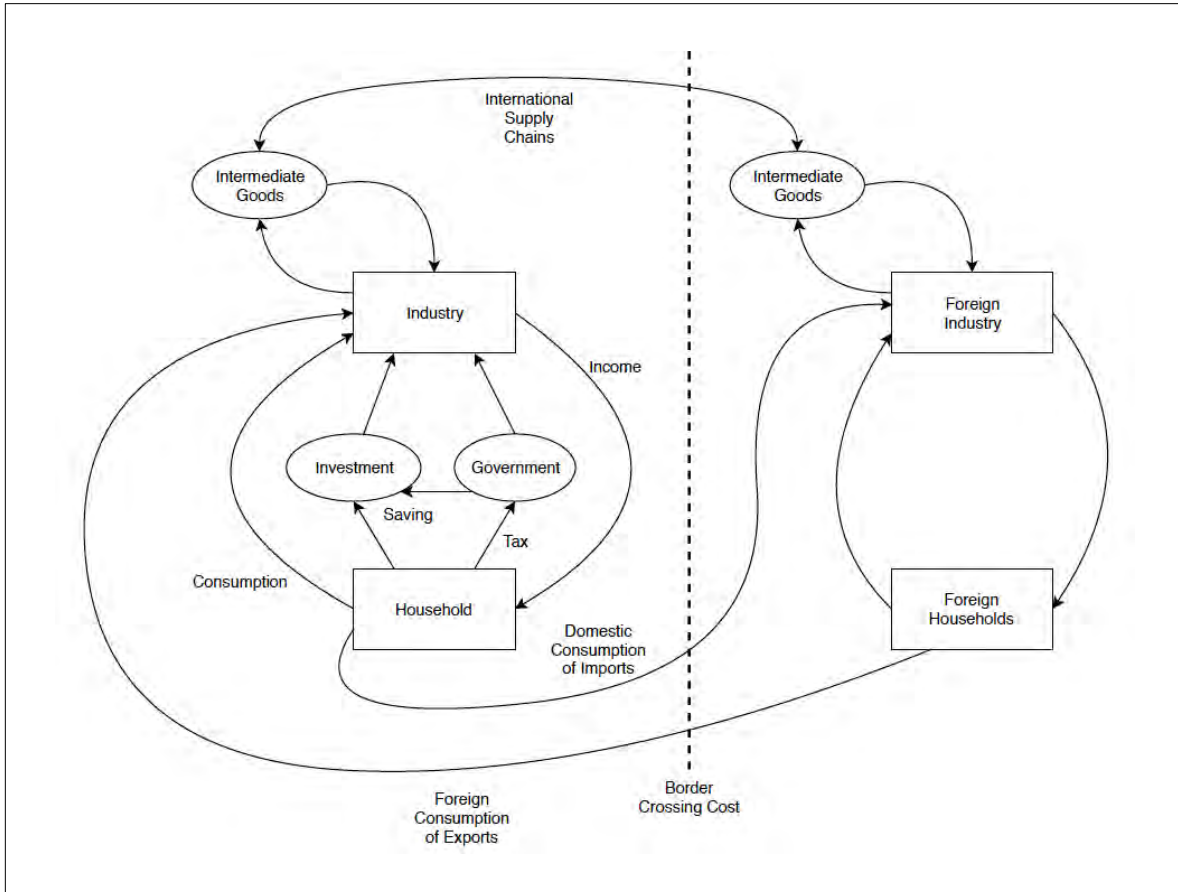 International
Supply
Chains
Intermediate
Goods
Intermediate
Goods
Industry
Foreign
Industry
Income
Investment
Government
Saving
Tax
Consumption
Household
Foreign
Households
Domestic
Consumption
of Imports
Border
Crossing Cost
Foreign
Consumption
of Exports